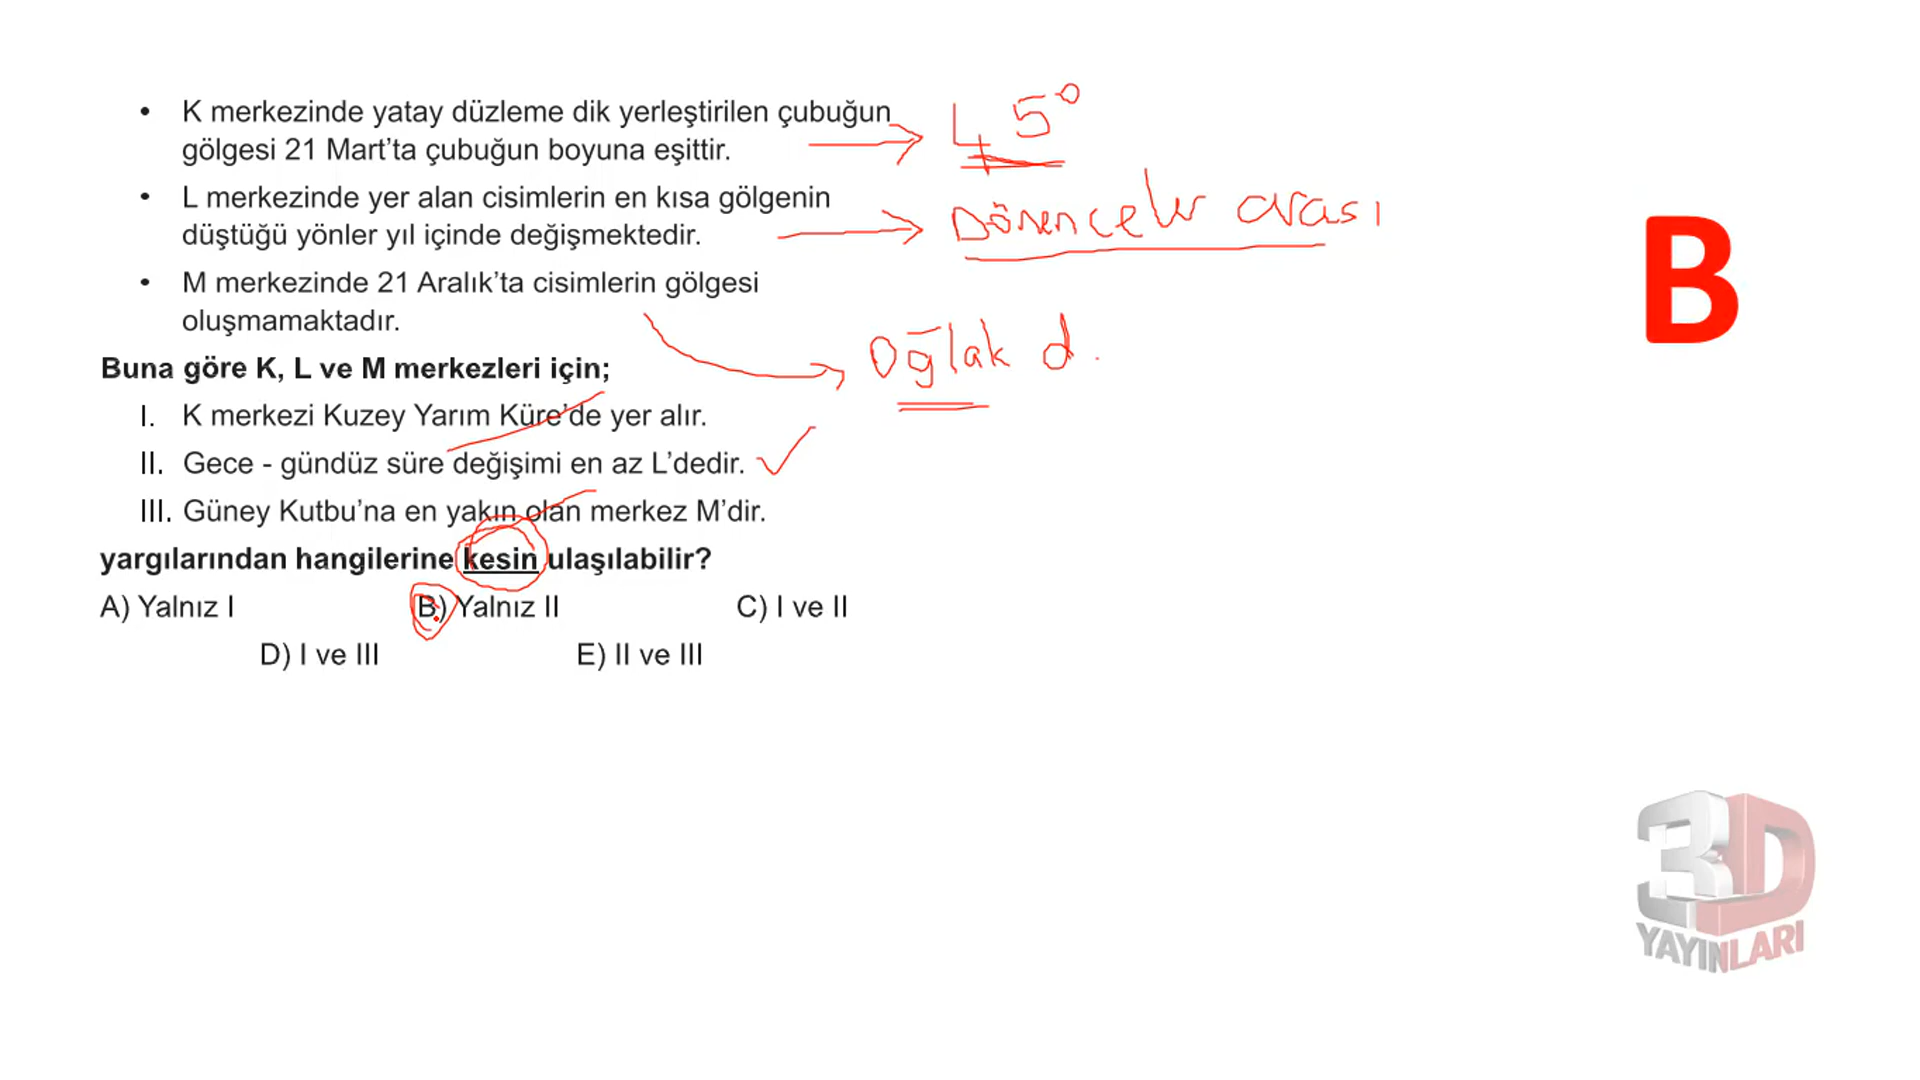 • K merkezinde yatay düzleme dik yerleştirilen çubuğun
gölgesi 21 Mart’ta çubuğun boyuna eşittir.
45°
• L merkezinde yer alan cisimlerin en kısa gölgenin
düştüğü yönler yıl içinde değişmektedir.
Dönenceler arası
• M merkezinde 21 Aralık’ta cisimlerin gölgesi
oluşmamaktadır.
Oğlak d.
Buna göre K, L ve M merkezleri için;
I. K merkezi Kuzey Yarım Küre’de yer alır.
II. Gece - gündüz süre değişimi en az L’dedir.
III. Güney Kutbu’na en yakın olan merkez M’dir.
yargılarından hangilerine kesin ulaşılabilir?
A) Yalnız I B) Yalnız II C) I ve II
D) I ve III E) II ve III
B
3D
YAYINLARI